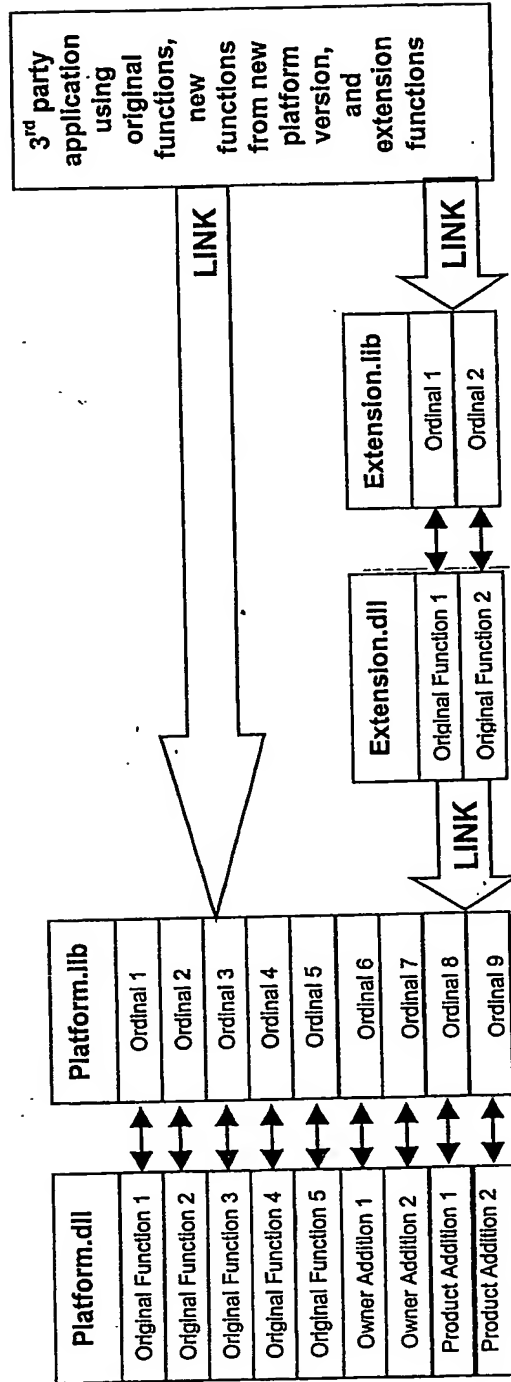 Platform.dll
Original Function 1
Original Function 2
Original Function 3
Original Function 4
Original Function 5
Owner Addition 1
Owner Addition 2
Product Addition 1
Product Addition 2
Platform.lib
Ordinal 1
Ordinal 2
Ordinal 3
Ordinal 4
Ordinal 5
Ordinal 6
Ordinal 7
Ordinal 8
Ordinal 9
LINK
LINK
Extension.dll
Original Function 1
Original Function 2
Extension.lib
Ordinal 1
Ordinal 2
LINK
3rd party
application
using
original
functions,
new
functions
from new
platform
version,
and
extension
functions